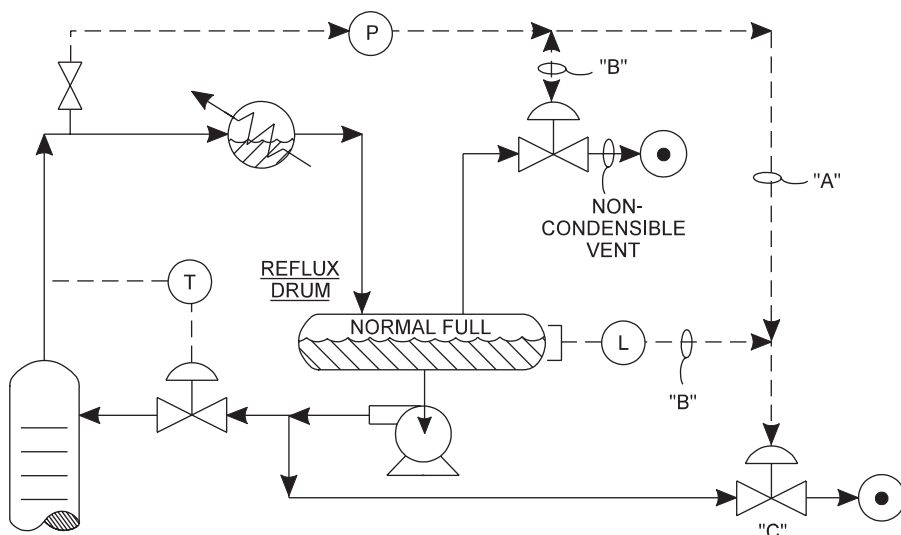 P
"B"
"A"
NON-
CONDENSIBLE
VENT
T
REFLUX
DRUM
NORMAL FULL
L
"B"
"C"